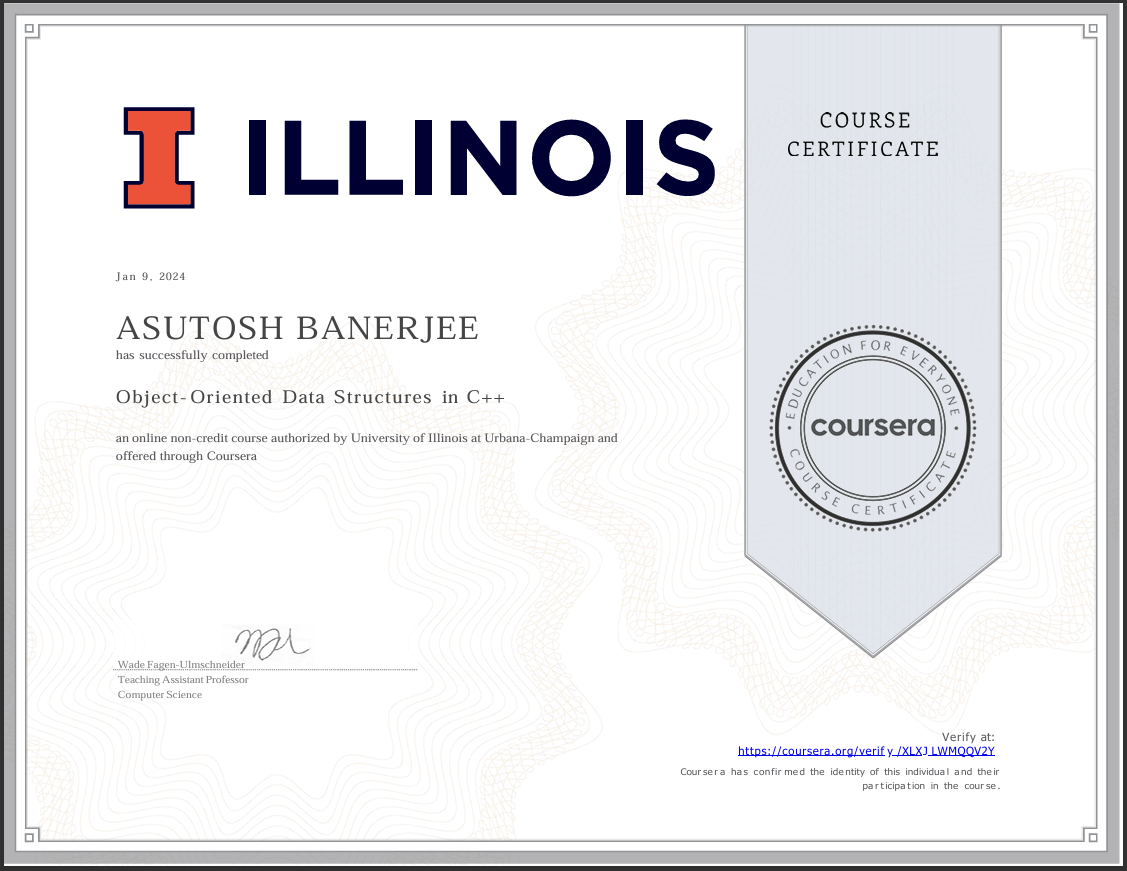 ILLINOIS
COURSE
CERTIFICATE
Jan 9, 2024
ASUTOSH BANERJEE
has successfully completed
Object-Oriented Data Structures in C++
an online non-credit course authorized by University of Illinois at Urbana-Champaign and
offered through Coursera
EDUCATION FOR EVERYONE
coursera
COURSE CERTIFICATE
Wade Fagen-Ulmschneider
Teaching Assistant Professor
Computer Science
Verify at:
https://coursera.org/verify/XLXJLWMQQV2Y
Coursera has confirmed the identity of this individual and their
participation in the course.